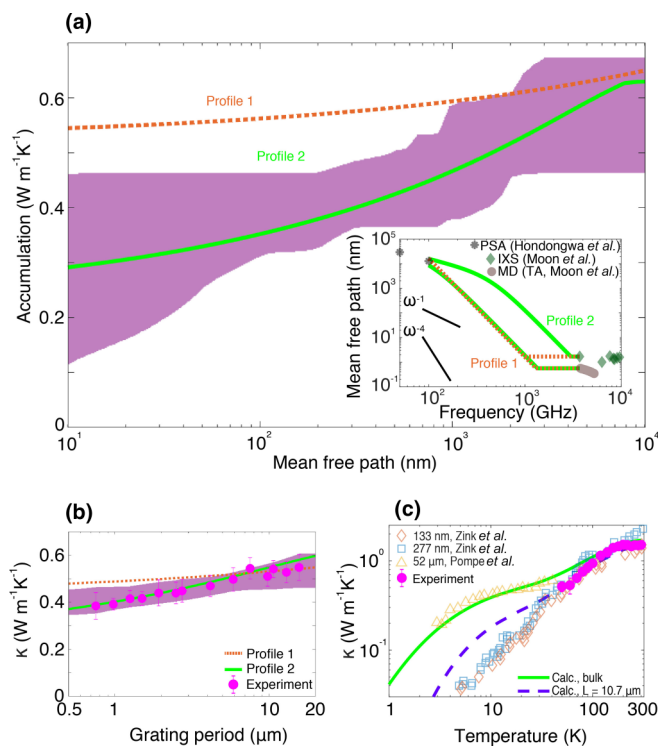 (a)
Accumulation (W m⁻¹K⁻¹)
0.6
0.4
0.2
0
Profile 1
Profile 2
10¹
10²
10³
10⁴
Mean free path (nm)
PSA (Hondongwa et al.)
IXS (Moon et al.)
MD (TA, Moon et al.)
Mean free path (nm)
10⁵
10³
10¹
10⁻¹
ω⁻¹
ω⁻⁴
Profile 2
Profile 1
10²
10³
10⁴
Frequency (GHz)
(b)
κ (W m⁻¹K⁻¹)
0.6
0.4
0.2
0
Profile 1
Profile 2
Experiment
0.5
1
10
20
Grating period (μm)
(c)
κ (W m⁻¹K⁻¹)
10⁰
10⁻¹
133 nm, Zink et al.
277 nm, Zink et al.
52 μm, Pompe et al.
Experiment
Calc., bulk
Calc., L = 10.7 μm
1
10
100
300
Temperature (K)